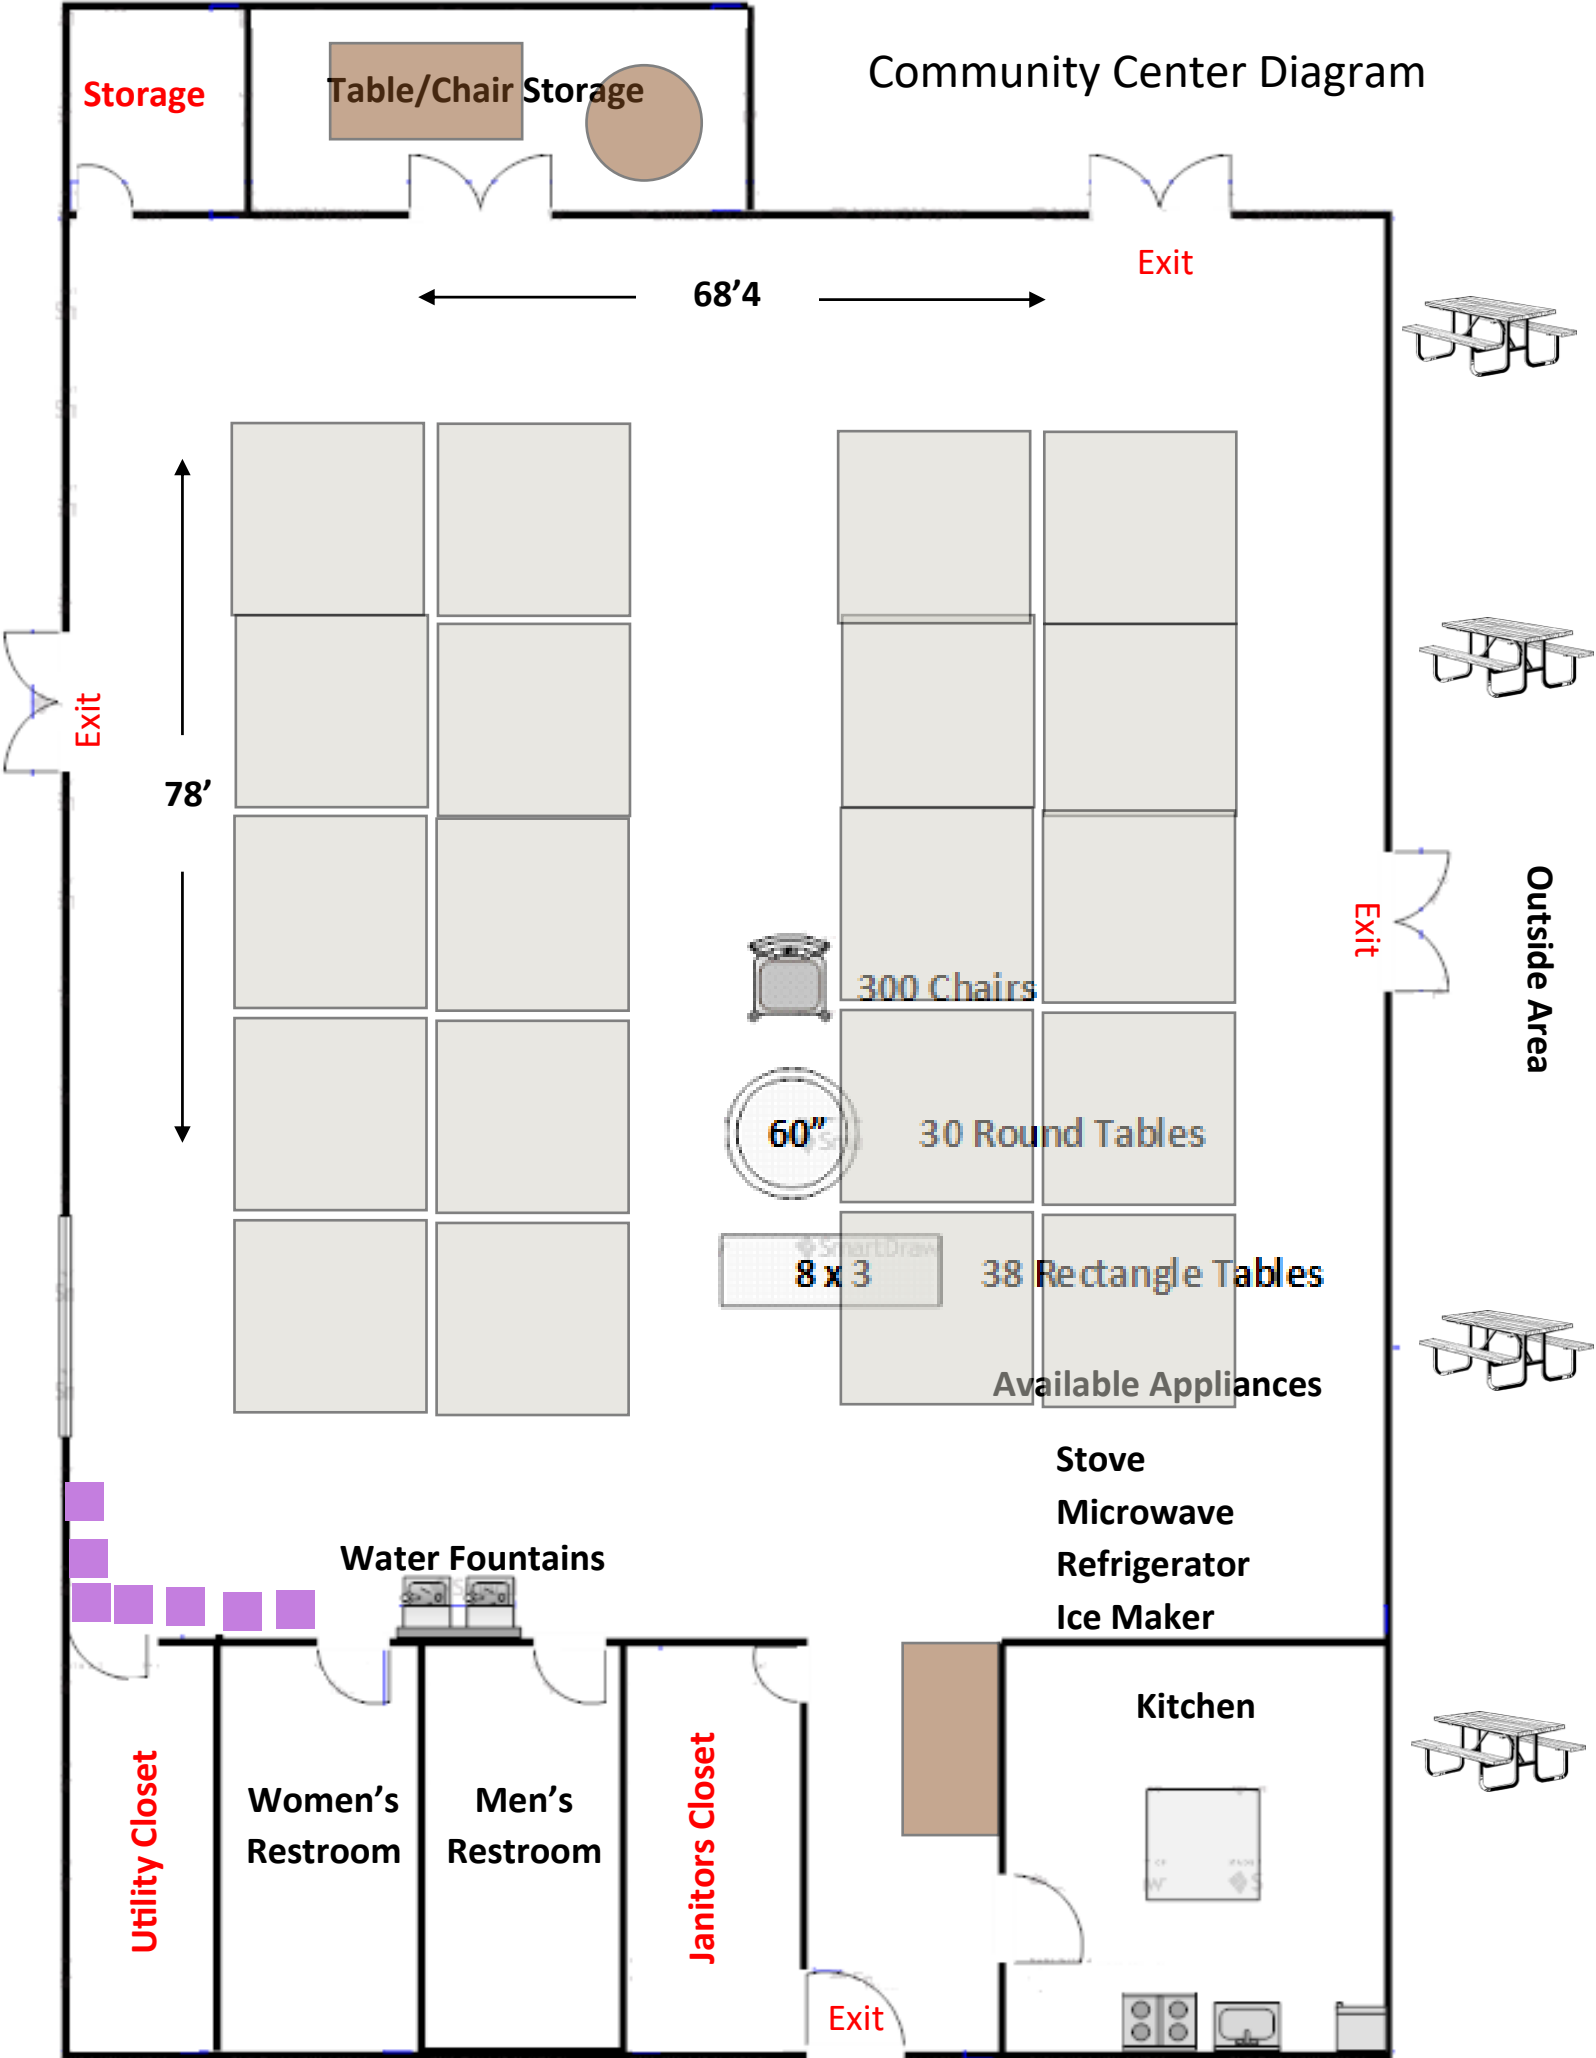 Community Center Diagram
Storage
Table/Chair Storage
Exit
68’4
Exit
78’
Exit
Outside Area
300 Chairs
60”
30 Round Tables
SmartDraw
8 x 3
38 Rectangle Tables
Available Appliances
Stove
Microwave
Refrigerator
Ice Maker
Water Fountains
Kitchen
Utility Closet
Women’s
Restroom
Men’s
Restroom
Janitors Closet
Exit